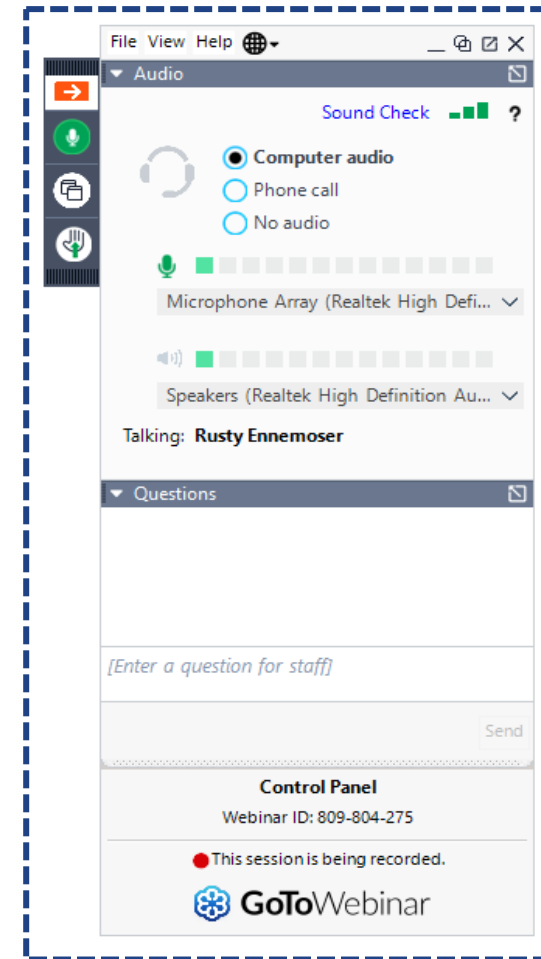 File View Help
Audio
Sound Check ?
Computer audio
Phone call
No audio
Microphone Array (Realtek High Defi...
Speakers (Realtek High Definition Au...
Talking: Rusty Ennemoser
Questions
[Enter a question for staff]
Send
Control Panel
Webinar ID: 809-804-275
This session is being recorded.
GoToWebinar